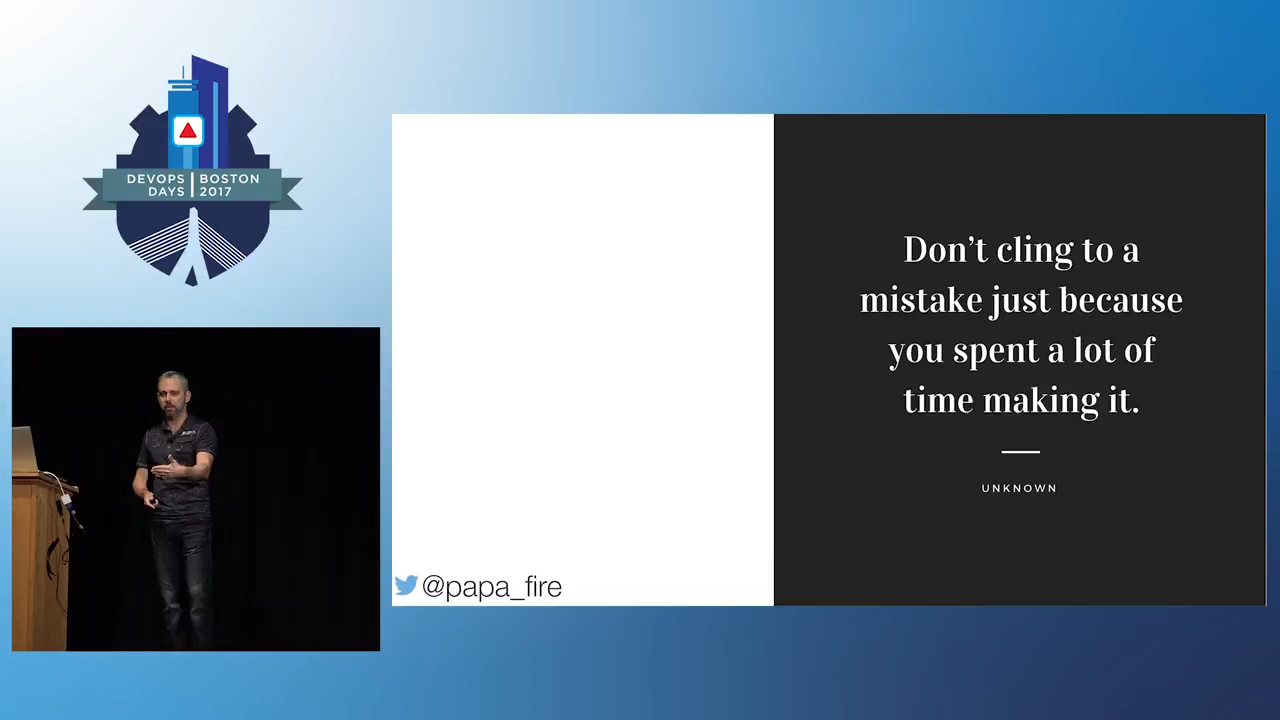 DEVOPS DAYS
BOSTON 2017
Don't cling to a
mistake just because
you spent a lot of
time making it.
UNKNOWN
@papa_fire